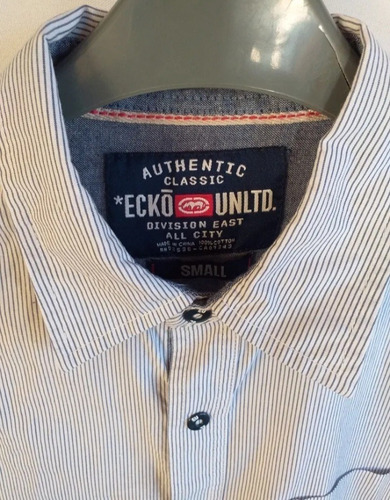 AUTHENTIC
CLASSIC
*ECKŌ UNLTD.
DIVISION EAST
ALL CITY
MADE IN CHINA 100% COTTON
SMALL